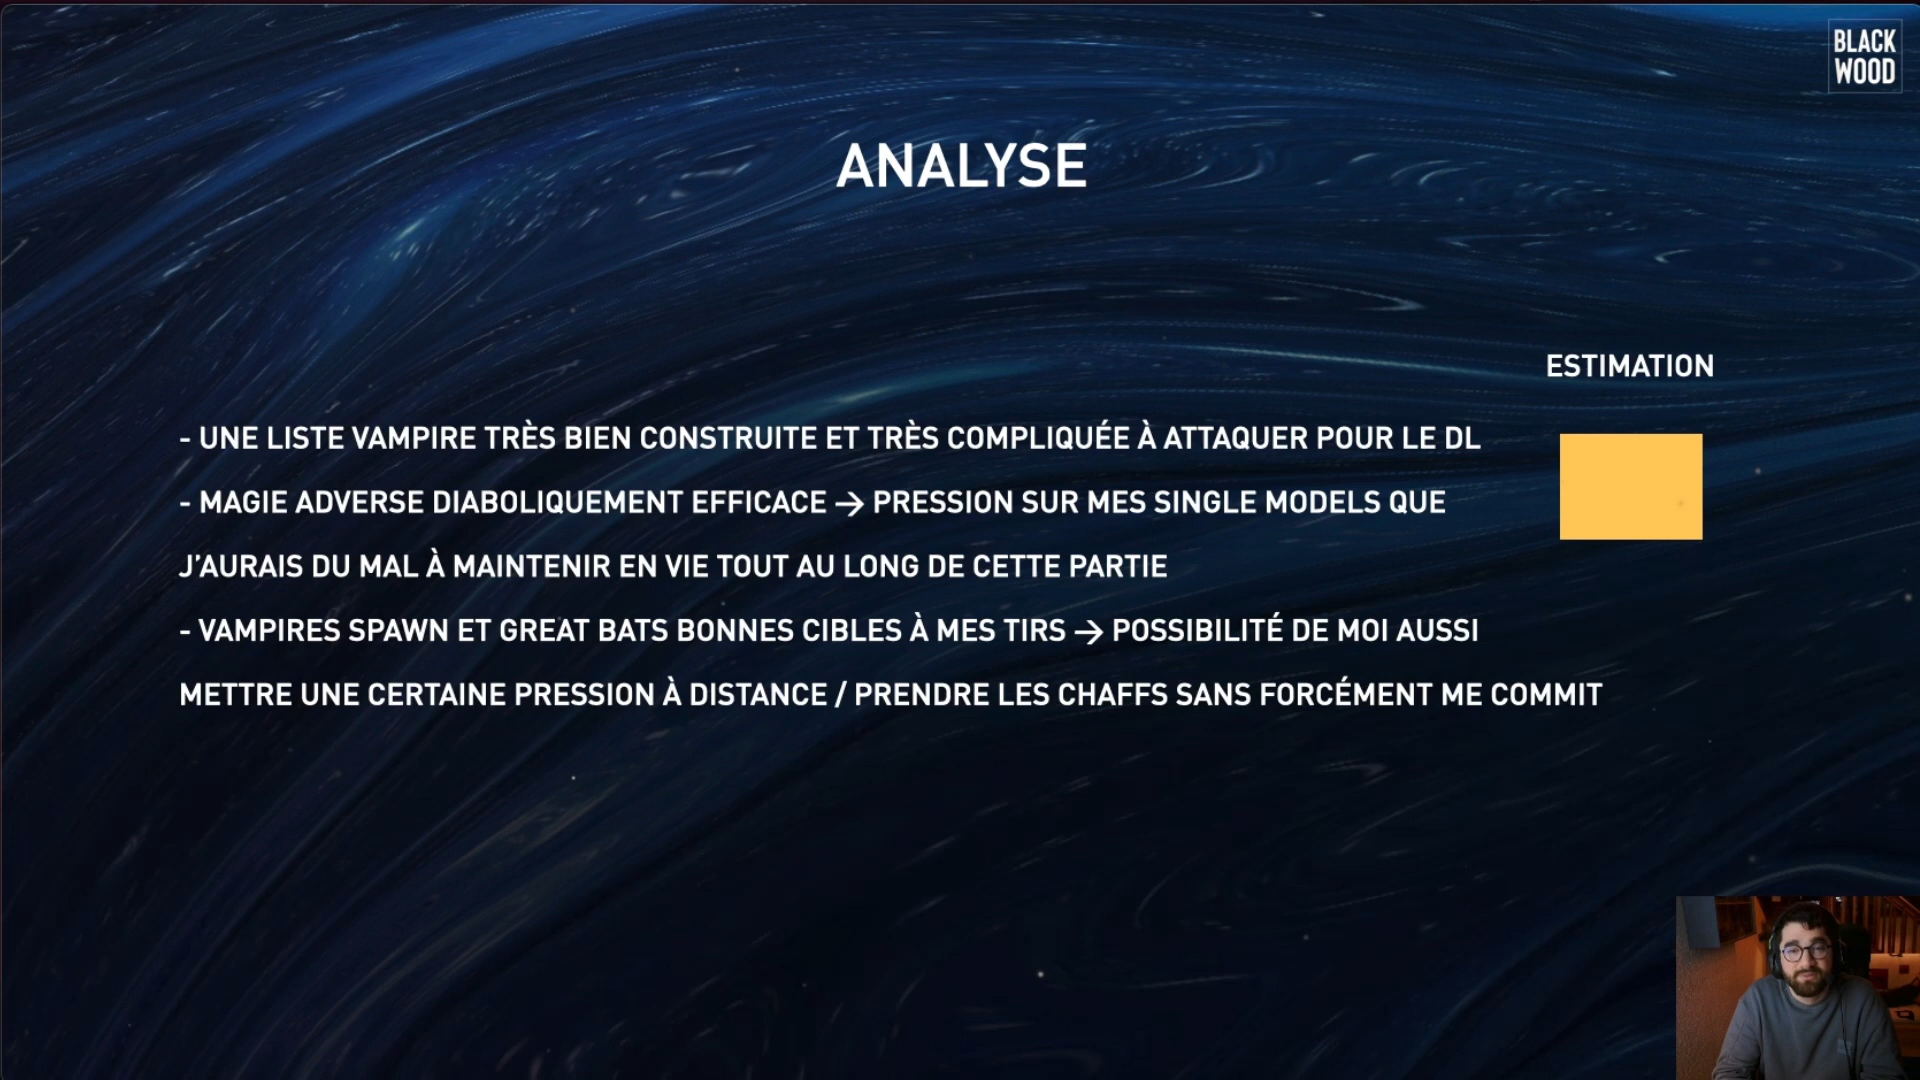 BLACK
WOOD
ANALYSE
ESTIMATION
- UNE LISTE VAMPIRE TRÈS BIEN CONSTRUITE ET TRÈS COMPLIQUÉE À ATTAQUER POUR LE DL
- MAGIE ADVERSE DIABOLIQUEMENT EFFICACE → PRESSION SUR MES SINGLE MODELS QUE
J’AURAIS DU MAL À MAINTENIR EN VIE TOUT AU LONG DE CETTE PARTIE
- VAMPIRES SPAWN ET GREAT BATS BONNES CIBLES À MES TIRS → POSSIBILITÉ DE MOI AUSSI
METTRE UNE CERTAINE PRESSION À DISTANCE / PRENDRE LES CHAFFS SANS FORCÉMENT ME COMMIT